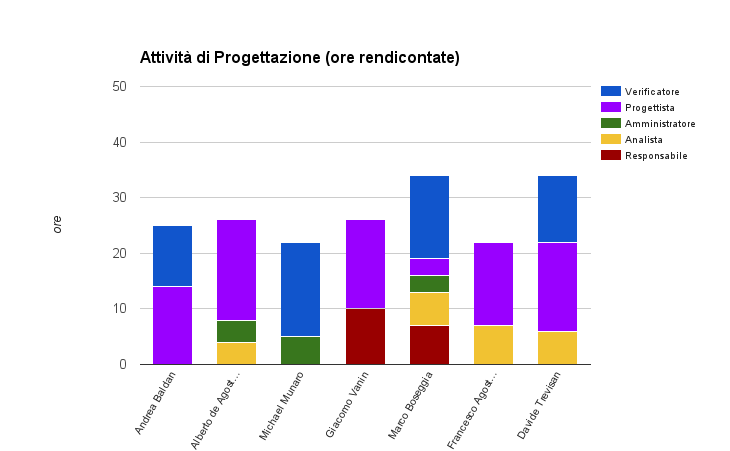 Attività di Progettazione (ore rendicontate)
50
40
30
20
10
0
ore
Verificatore
Progettista
Amministratore
Analista
Responsabile
Andrea Baldan
Alberto de Agost...
Michael Munaro
Giacomo Vanin
Marco Boseggia
Francesco Agost...
Davide Trevisan